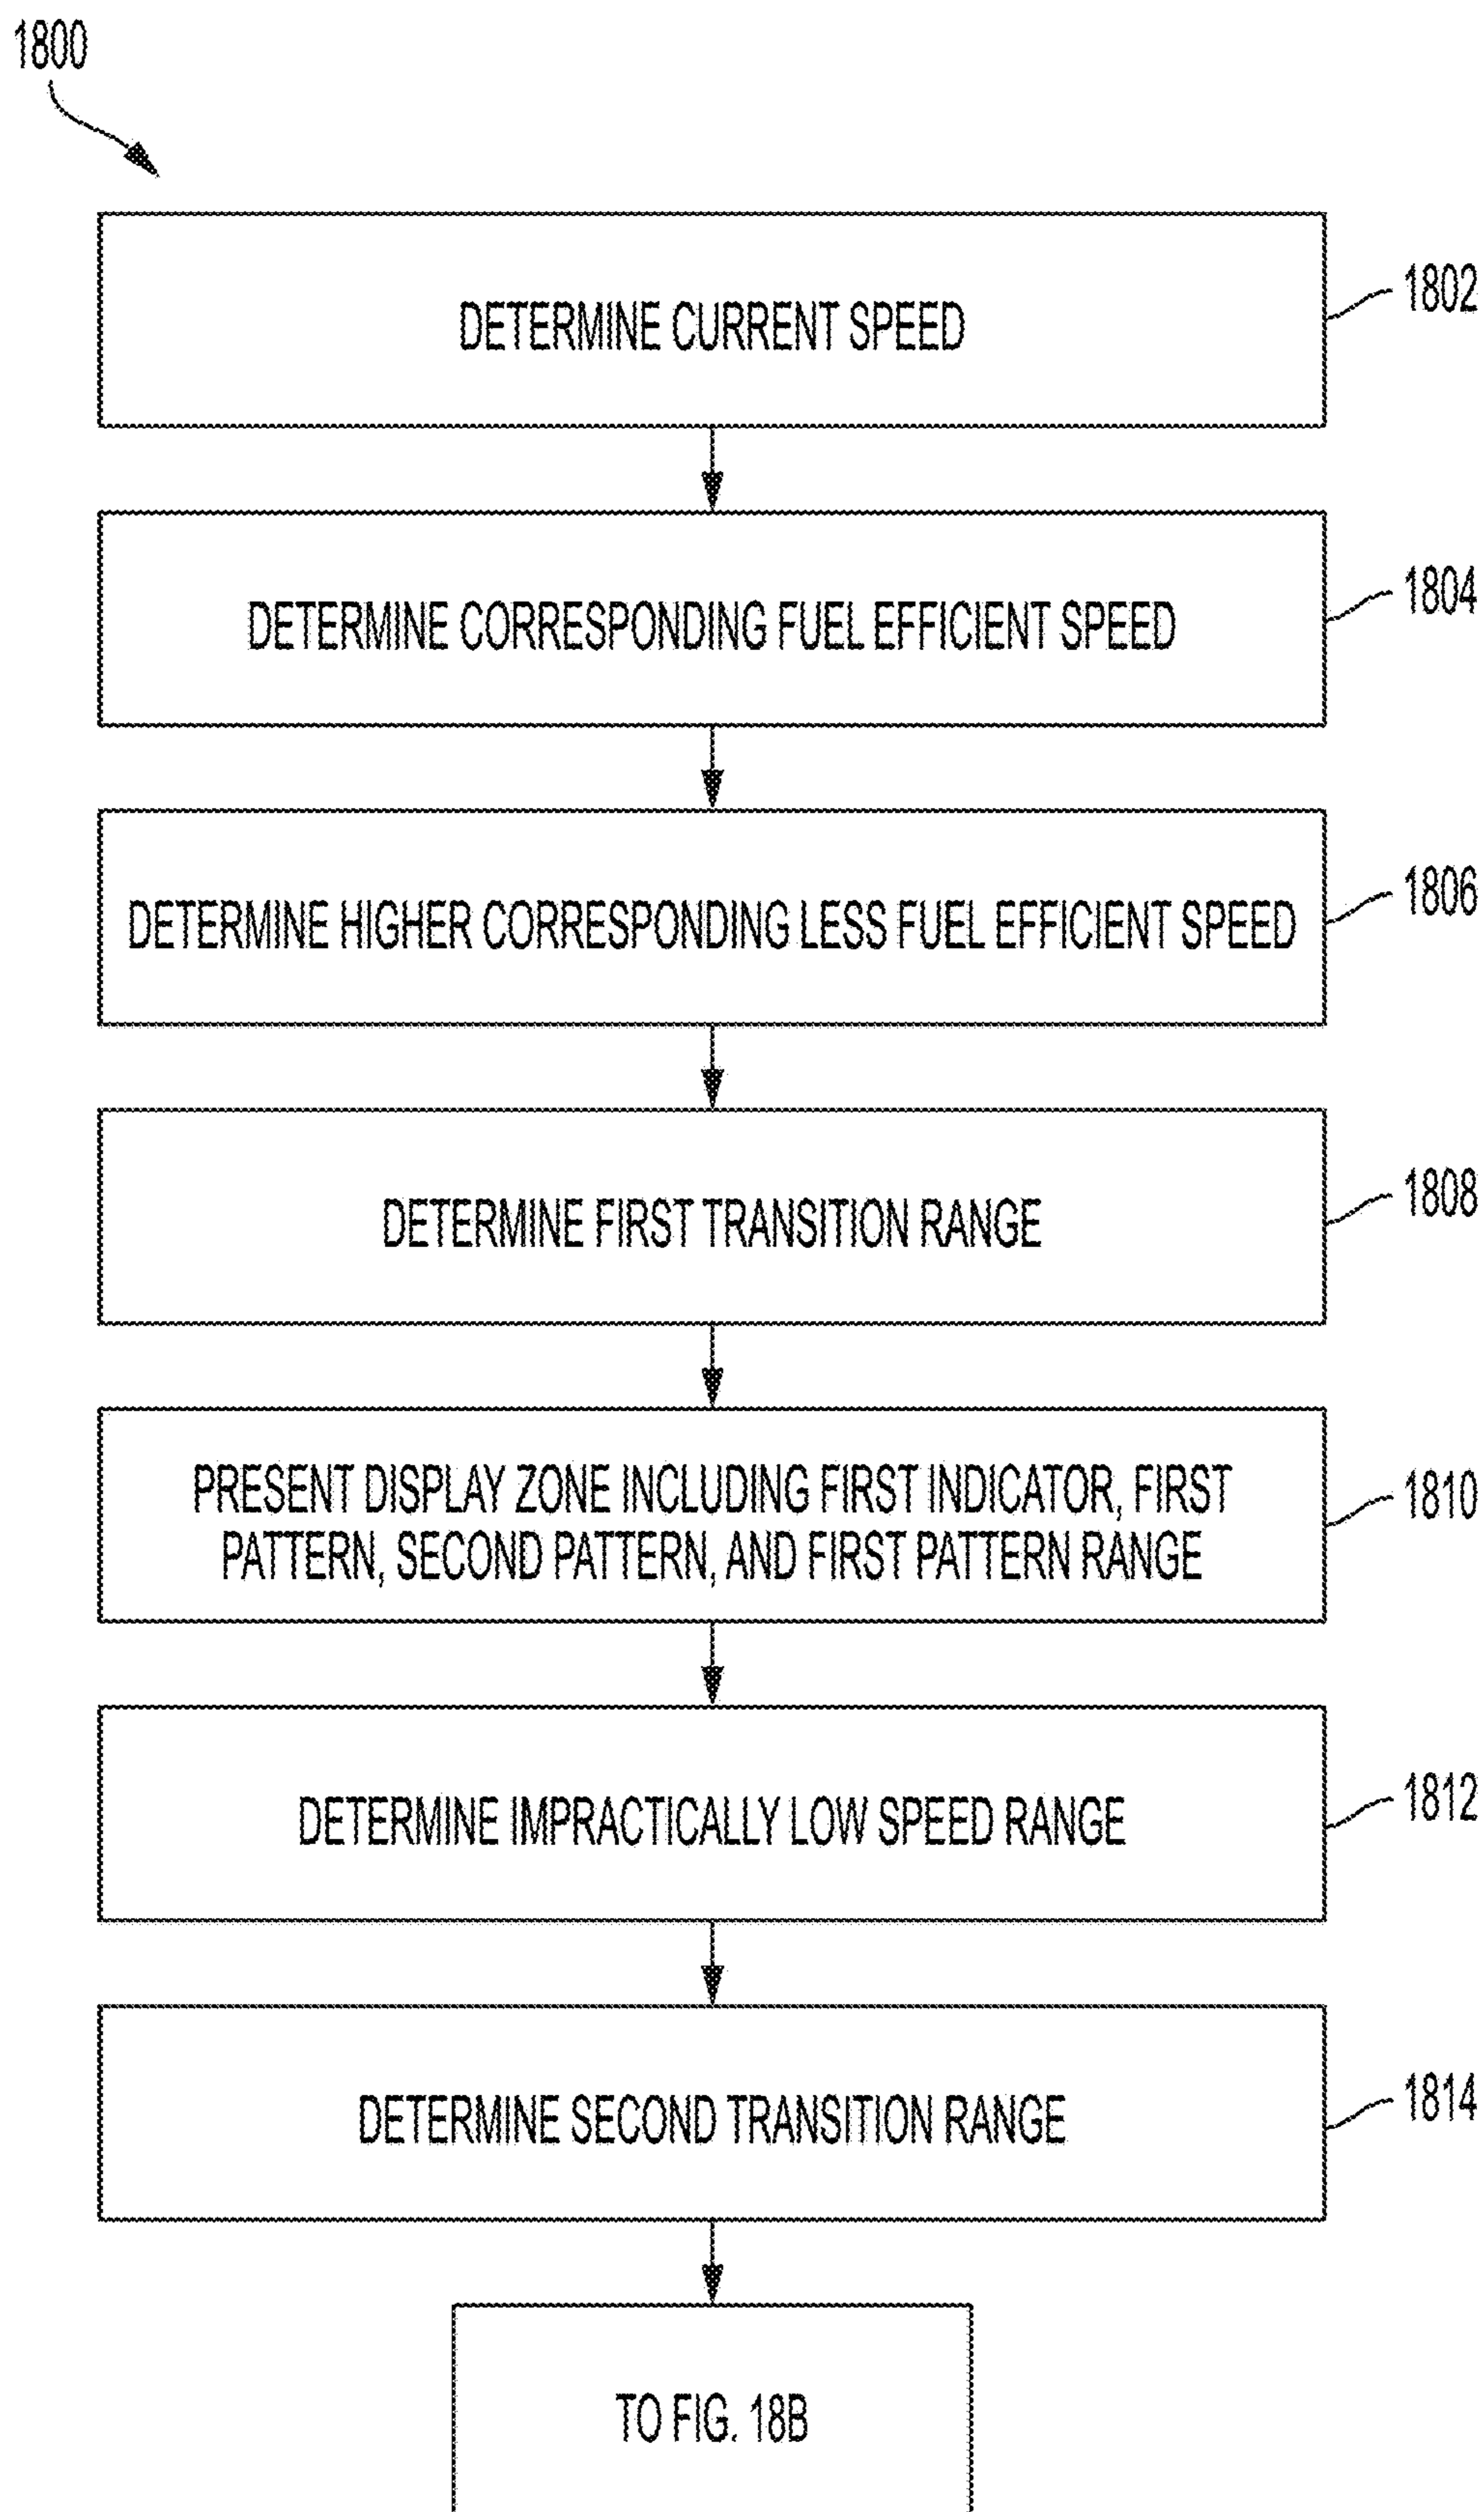 1800
DETERMINE CURRENT SPEED
1802
DETERMINE CORRESPONDING FUEL EFFICIENT SPEED
1804
DETERMINE HIGHER CORRESPONDING LESS FUEL EFFICIENT SPEED
1806
DETERMINE FIRST TRANSITION RANGE
1808
PRESENT DISPLAY ZONE INCLUDING FIRST INDICATOR, FIRST
PATTERN, SECOND PATTERN, AND FIRST PATTERN RANGE
1810
DETERMINE IMPRACTICALLY LOW SPEED RANGE
1812
DETERMINE SECOND TRANSITION RANGE
1814
TO FIG. 18B